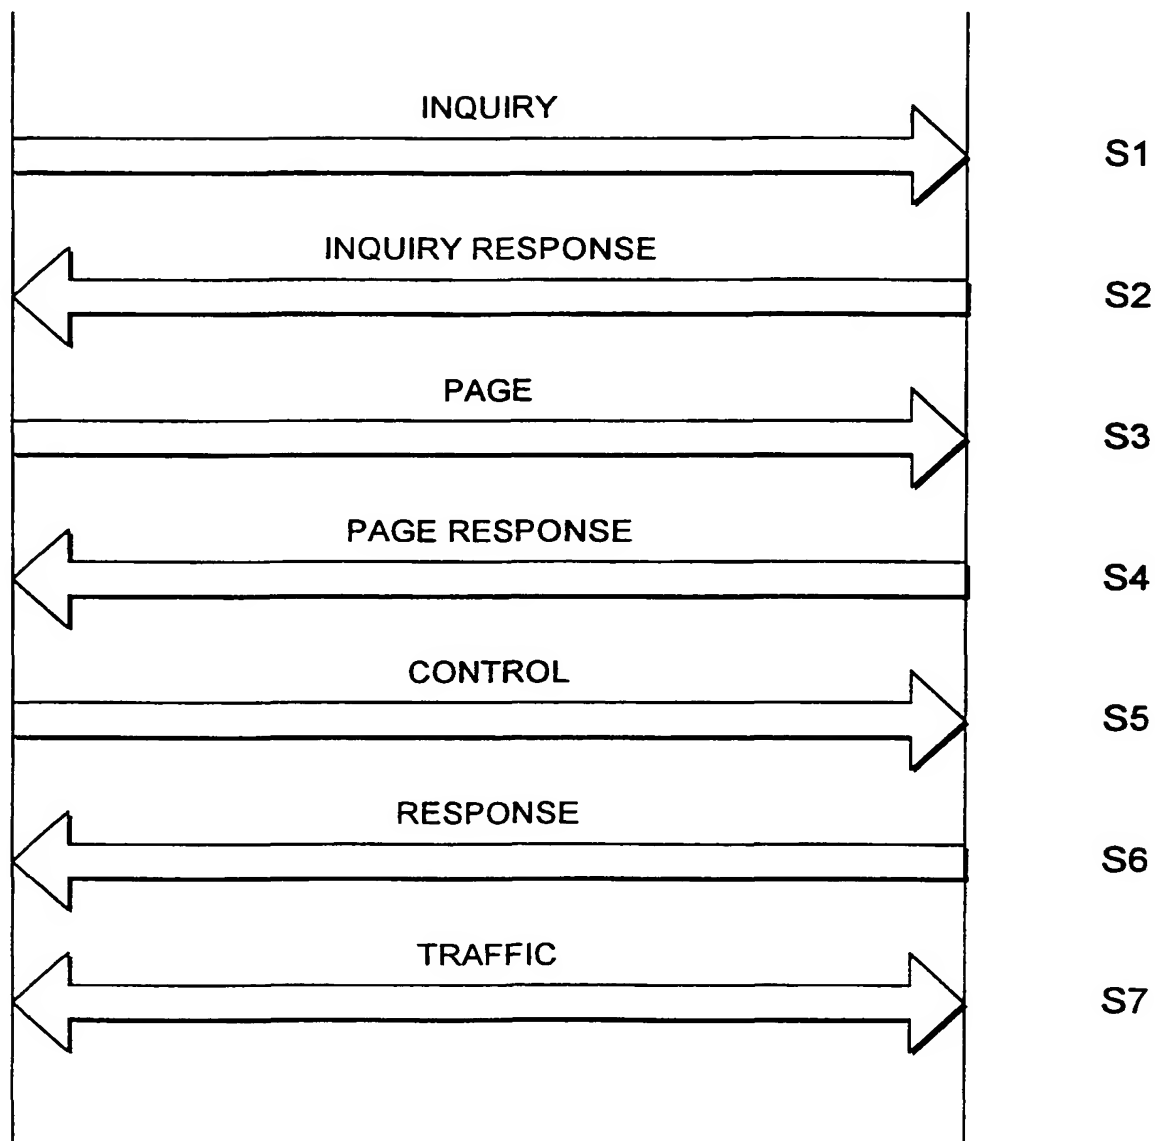 INQUIRY
S1
INQUIRY RESPONSE
S2
PAGE
S3
PAGE RESPONSE
S4
CONTROL
S5
RESPONSE
S6
TRAFFIC
S7